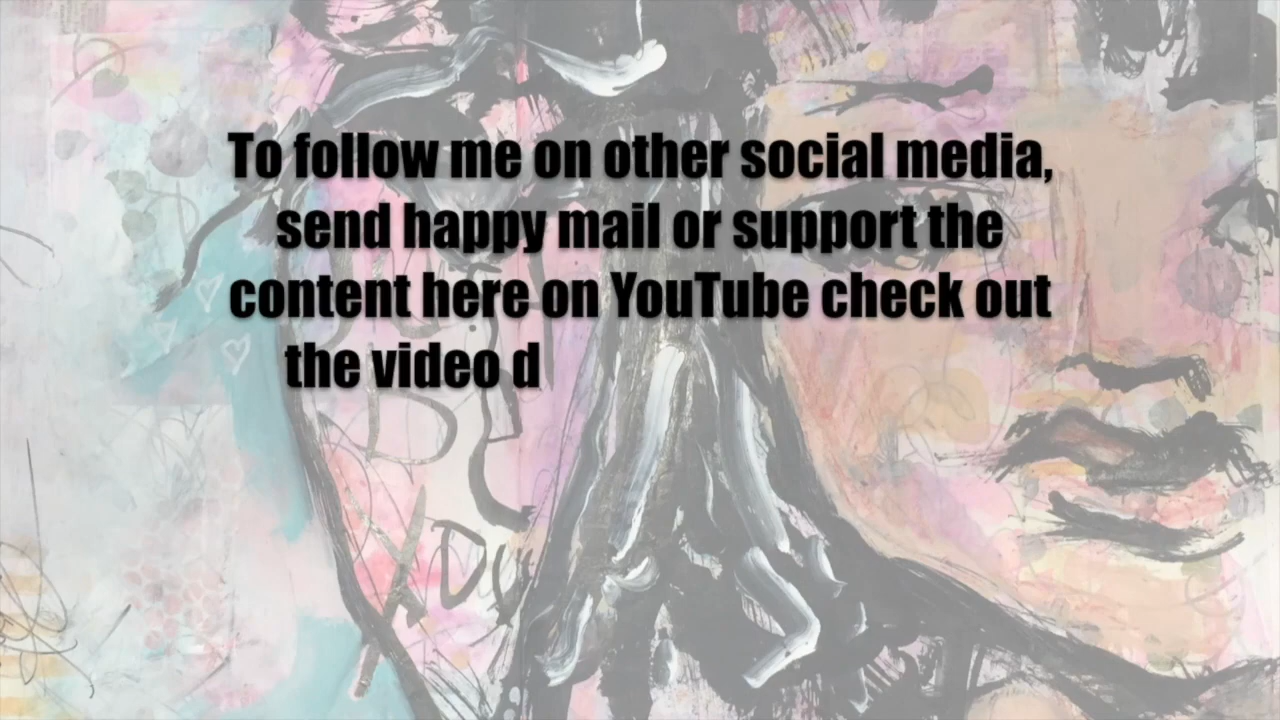 To follow me on other social media,
send happy mail or support the
content here on YouTube check out
the video d
You